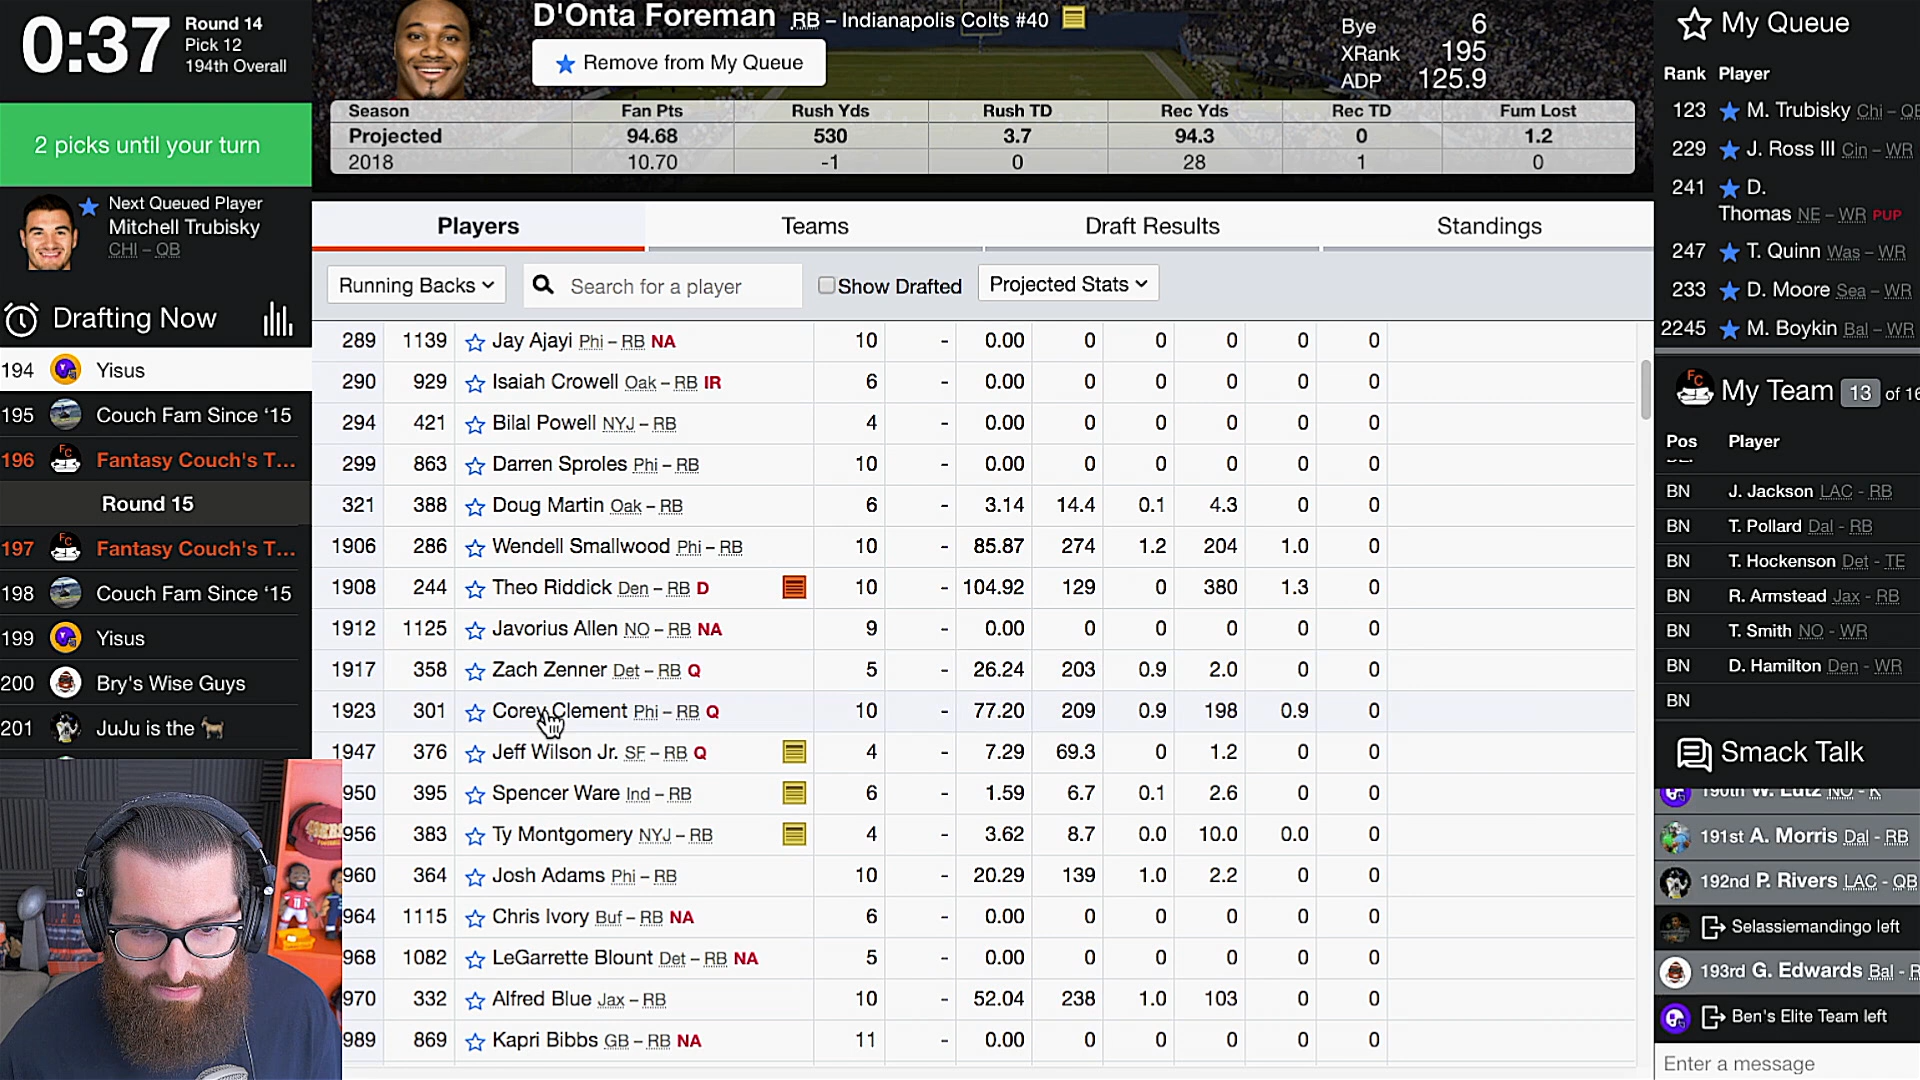 0:37
Round 14
Pick 12
194th Overall
2 picks until your turn
Next Queued Player
Mitchell Trubisky
CHI – QB
Drafting Now
194 Yisus
195 Couch Fam Since ‘15
196 Fantasy Couch's T...
Round 15
197 Fantasy Couch's T...
198 Couch Fam Since ‘15
199 Yisus
200 Bry's Wise Guys
201 JuJu is the
D'Onta Foreman RB – Indianapolis Colts #40
Remove from My Queue
Bye 6
XRank 195
ADP 125.9
Season Fan Pts Rush Yds Rush TD Rec Yds Rec TD Fum Lost
Projected 94.68 530 3.7 94.3 0 1.2
2018 10.70 -1 0 28 1 0
Players Teams Draft Results Standings
Running Backs Search for a player Show Drafted Projected Stats
289 1139 Jay Ajayi Phi – RB NA 10 - 0.00 0 0 0 0 0
290 929 Isaiah Crowell Oak – RB IR 6 - 0.00 0 0 0 0 0
294 421 Bilal Powell NYJ – RB 4 - 0.00 0 0 0 0 0
299 863 Darren Sproles Phi – RB 10 - 0.00 0 0 0 0 0
321 388 Doug Martin Oak – RB 6 - 3.14 14.4 0.1 4.3 0 0
1906 286 Wendell Smallwood Phi – RB 10 - 85.87 274 1.2 204 1.0 0
1908 244 Theo Riddick Den – RB D 10 - 104.92 129 0 380 1.3 0
1912 1125 Javorius Allen NO – RB NA 9 - 0.00 0 0 0 0 0
1917 358 Zach Zenner Det – RB Q 5 - 26.24 203 0.9 2.0 0 0
1923 301 Corey Clement Phi – RB Q 10 - 77.20 209 0.9 198 0.9 0
1947 376 Jeff Wilson Jr. SF – RB Q 4 - 7.29 69.3 0 1.2 0 0
950 395 Spencer Ware Ind – RB 6 - 1.59 6.7 0.1 2.6 0 0
956 383 Ty Montgomery NYJ – RB 4 - 3.62 8.7 0.0 10.0 0.0 0
960 364 Josh Adams Phi – RB 10 - 20.29 139 1.0 2.2 0 0
964 1115 Chris Ivory Buf – RB NA 6 - 0.00 0 0 0 0 0
968 1082 LeGarrette Blount Det – RB NA 5 - 0.00 0 0 0 0 0
970 332 Alfred Blue Jax – RB 10 - 52.04 238 1.0 103 0 0
989 869 Kapri Bibbs GB – RB NA 11 - 0.00 0 0 0 0 0
My Queue
Rank Player
123 M. Trubisky Chi – QB
229 J. Ross III Cin – WR
241 D.
Thomas NE – WR PUP
247 T. Quinn Was – WR
233 D. Moore Sea – WR
2245 M. Boykin Bal – WR
FC My Team 13 of 16
Pos Player
BN J. Jackson LAC - RB
BN T. Pollard Dal - RB
BN T. Hockenson Det - TE
BN R. Armstead Jax - RB
BN T. Smith NO - WR
BN D. Hamilton Den - WR
BN
Smack Talk
190th W. Lutz NO - K
191st A. Morris Dal - RB
192nd P. Rivers LAC - QB
Selassiemandingo left
193rd G. Edwards Bal - R
Ben's Elite Team left
Enter a message